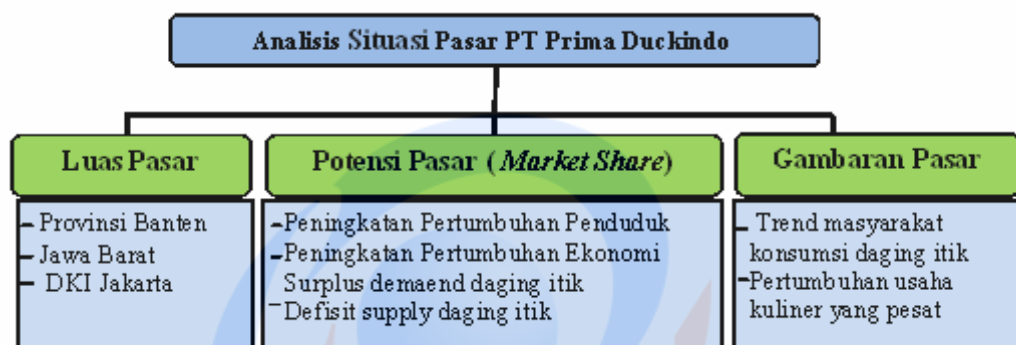 Analisis Situasi Pasar PT Prima Duckindo
Luas Pasar
- Provinsi Banten
- Jawa Barat
- DKI Jakarta
Potensi Pasar (Market Share)
-Peningkatan Pertumbuhan Penduduk
-Peningkatan Pertumbuhan Ekonomi
Surplus demaend daging itik
-Defisit supply daging itik
Gambaran Pasar
- Trend masyarakat
konsumsi daging itik
-Pertumbuhan usaha
kuliner yang pesat